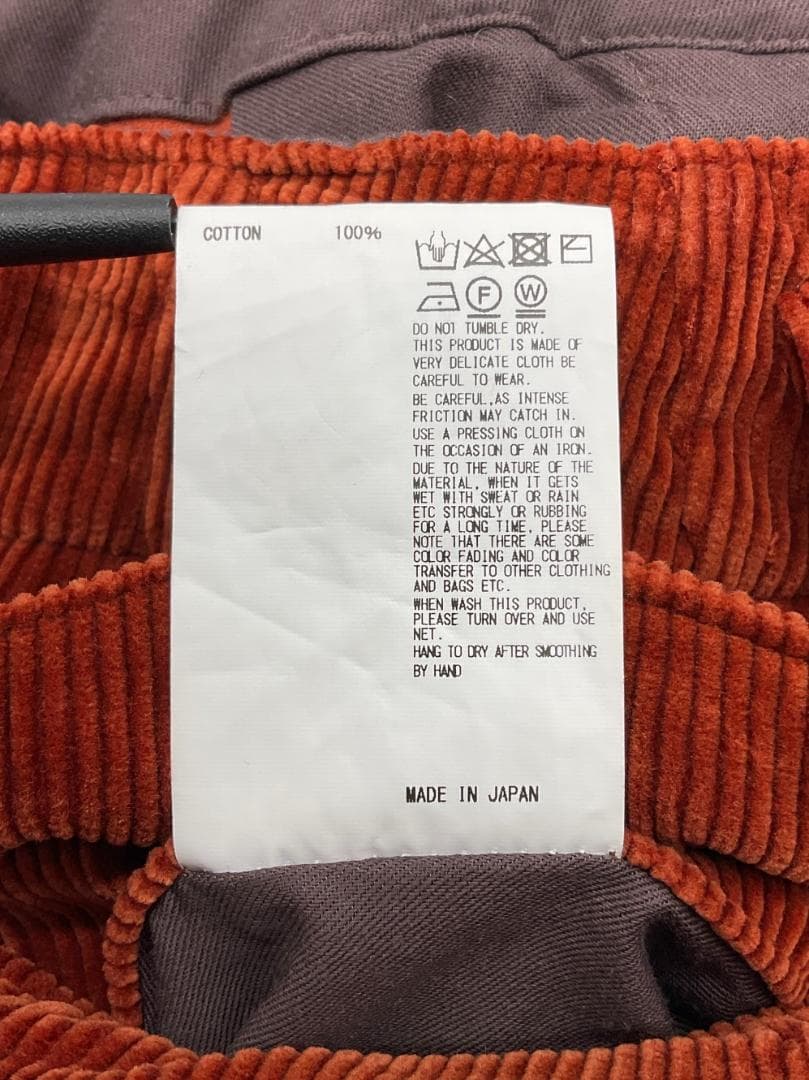 COTTON 100%
F W
DO NOT TUMBLE DRY.
THIS PRODUCT IS MADE OF
VERY DELICATE CLOTH BE
CAREFUL TO WEAR.
BE CAREFUL,AS INTENSE
FRICTION MAY CATCH IN.
USE A PRESSING CLOTH ON
THE OCCASION OF AN IRON.
DUE TO THE NATURE OF THE
MATERIAL, WHEN IT GETS
WET WITH SWEAT OR RAIN
ETC STRONGLY OR RUBBING
FOR A LONG TIME, PLEASE
NOTE THAT THERE ARE SOME
COLOR FADING AND COLOR
TRANSFER TO OTHER CLOTHING
AND BAGS ETC.
WHEN WASH THIS PRODUCT,
PLEASE TURN OVER AND USE
NET.
HANG TO DRY AFTER SMOOTHING
BY HAND
MADE IN JAPAN